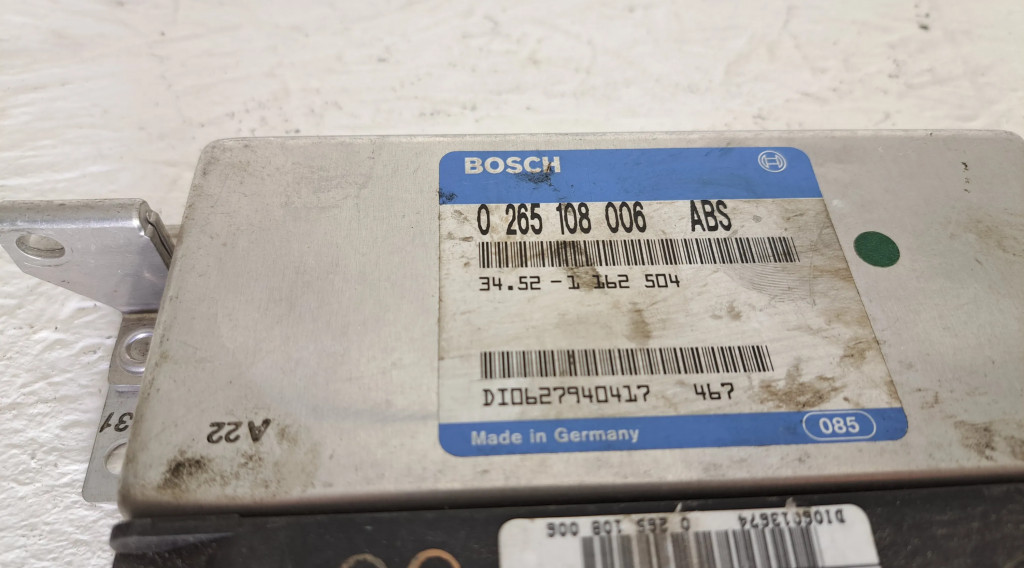 BOSCH
0 265 108 006 ABS
34.52-1 162 504
DI0627940417 467
Made in Germany 085
A22
31
DI06013674 0 265 108 006